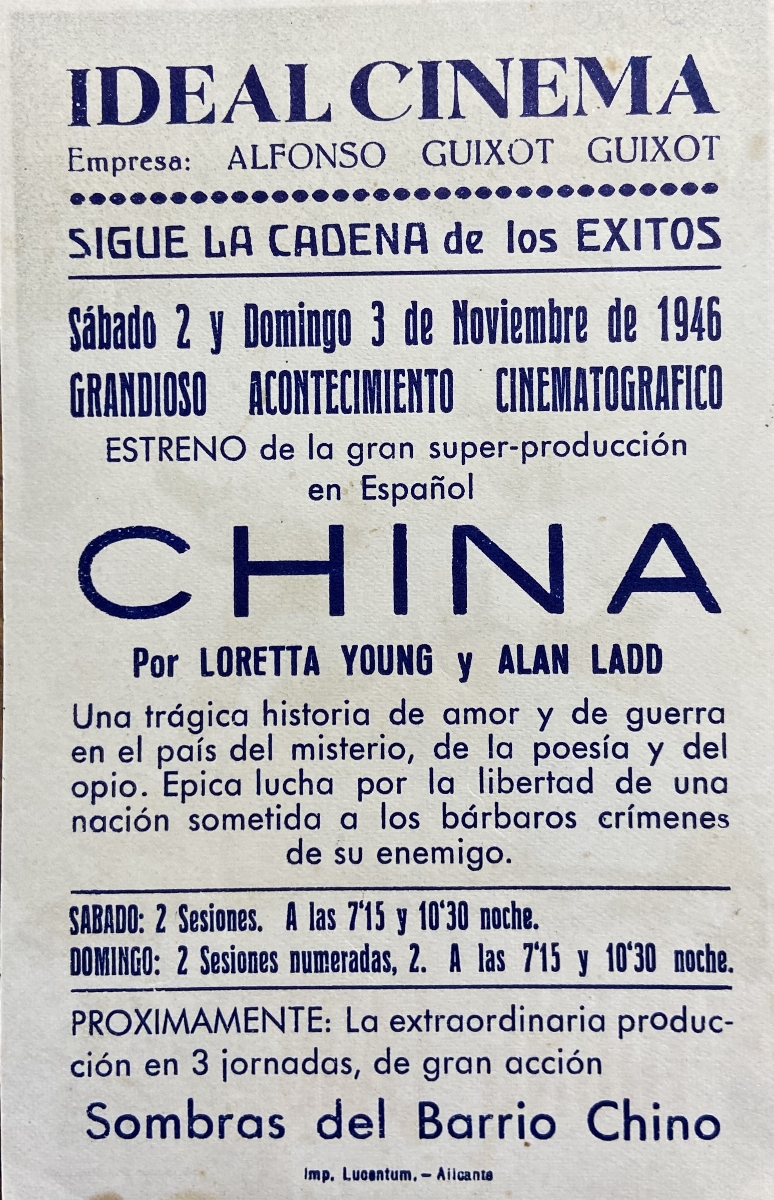 IDEAL CINEMA
Empresa: ALFONSO GUIXOT GUIXOT
SIGUE LA CADENA de los EXITOS
Sábado 2 y Domingo 3 de Noviembre de 1946
GRANDIOSO ACONTECIMIENTO CINEMATOGRAFICO
ESTRENO de la gran super-producción
en Español
CHINA
Por LORETTA YOUNG y ALAN LADD
Una trágica historia de amor y de guerra
en el país del misterio, de la poesía y del
opio. Epica lucha por la libertad de una
nación sometida a los bárbaros crímenes
de su enemigo.
SABADO: 2 Sesiones. A las 7'15 y 10'30 noche.
DOMINGO: 2 Sesiones numeradas, 2. A las 7'15 y 10'30 noche.
PROXIMAMENTE: La extraordinaria produc-
ción en 3 jornadas, de gran acción
Sombras del Barrio Chino
Imp. Lucentum. - Alicante